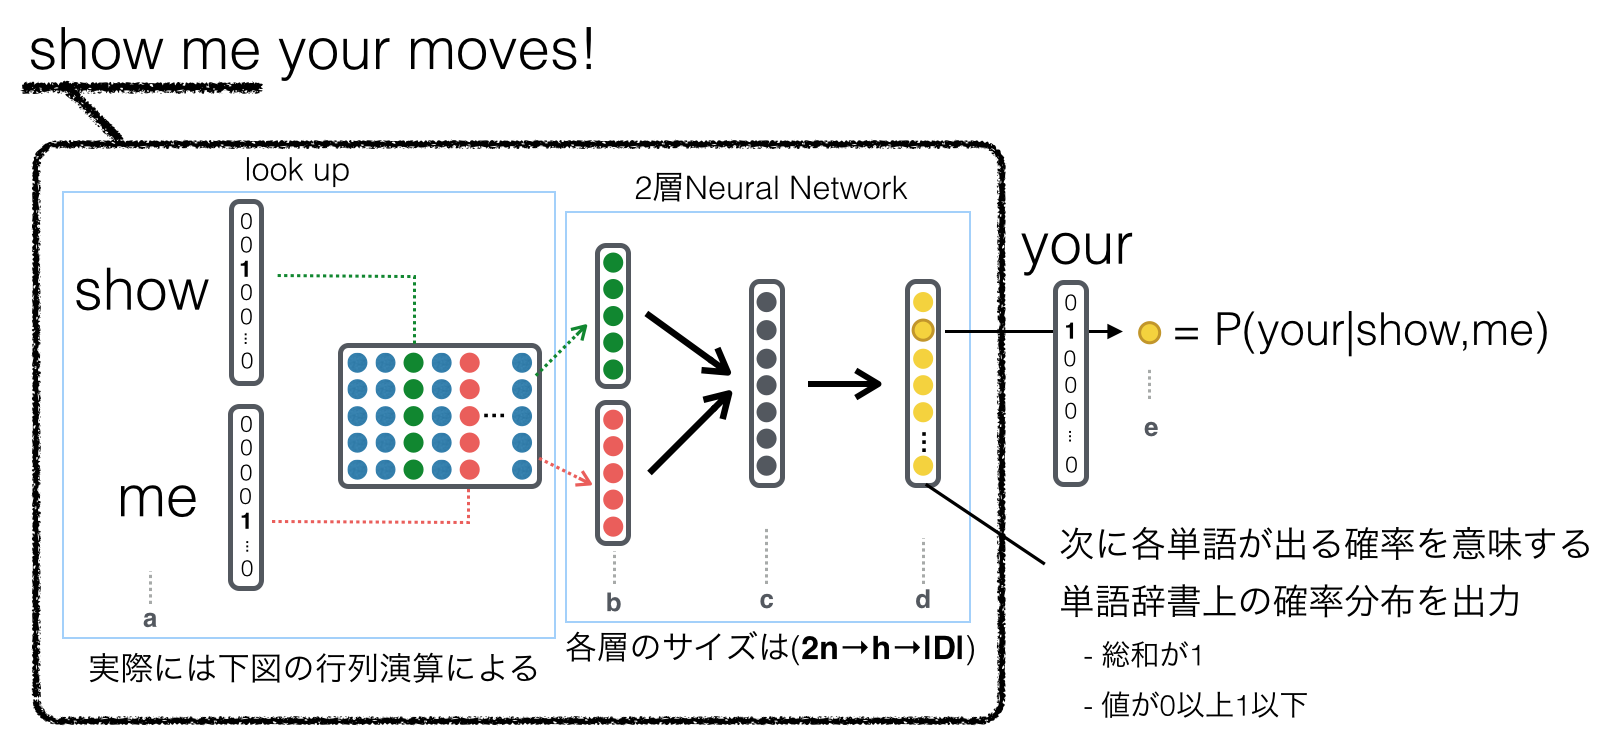 show me your moves!
look up
2層Neural Network
show
0
0
1
0
0
...
0
me
0
0
0
0
1
...
0
...
a
b
c
d
your
0
1
0
0
0
...
0
= P(your|show,me)
e
実際には下図の行列演算による
各層のサイズは(2n→h→|D|)
次に各単語が出る確率を意味する
単語辞書上の確率分布を出力
- 総和が1
- 値が0以上1以下